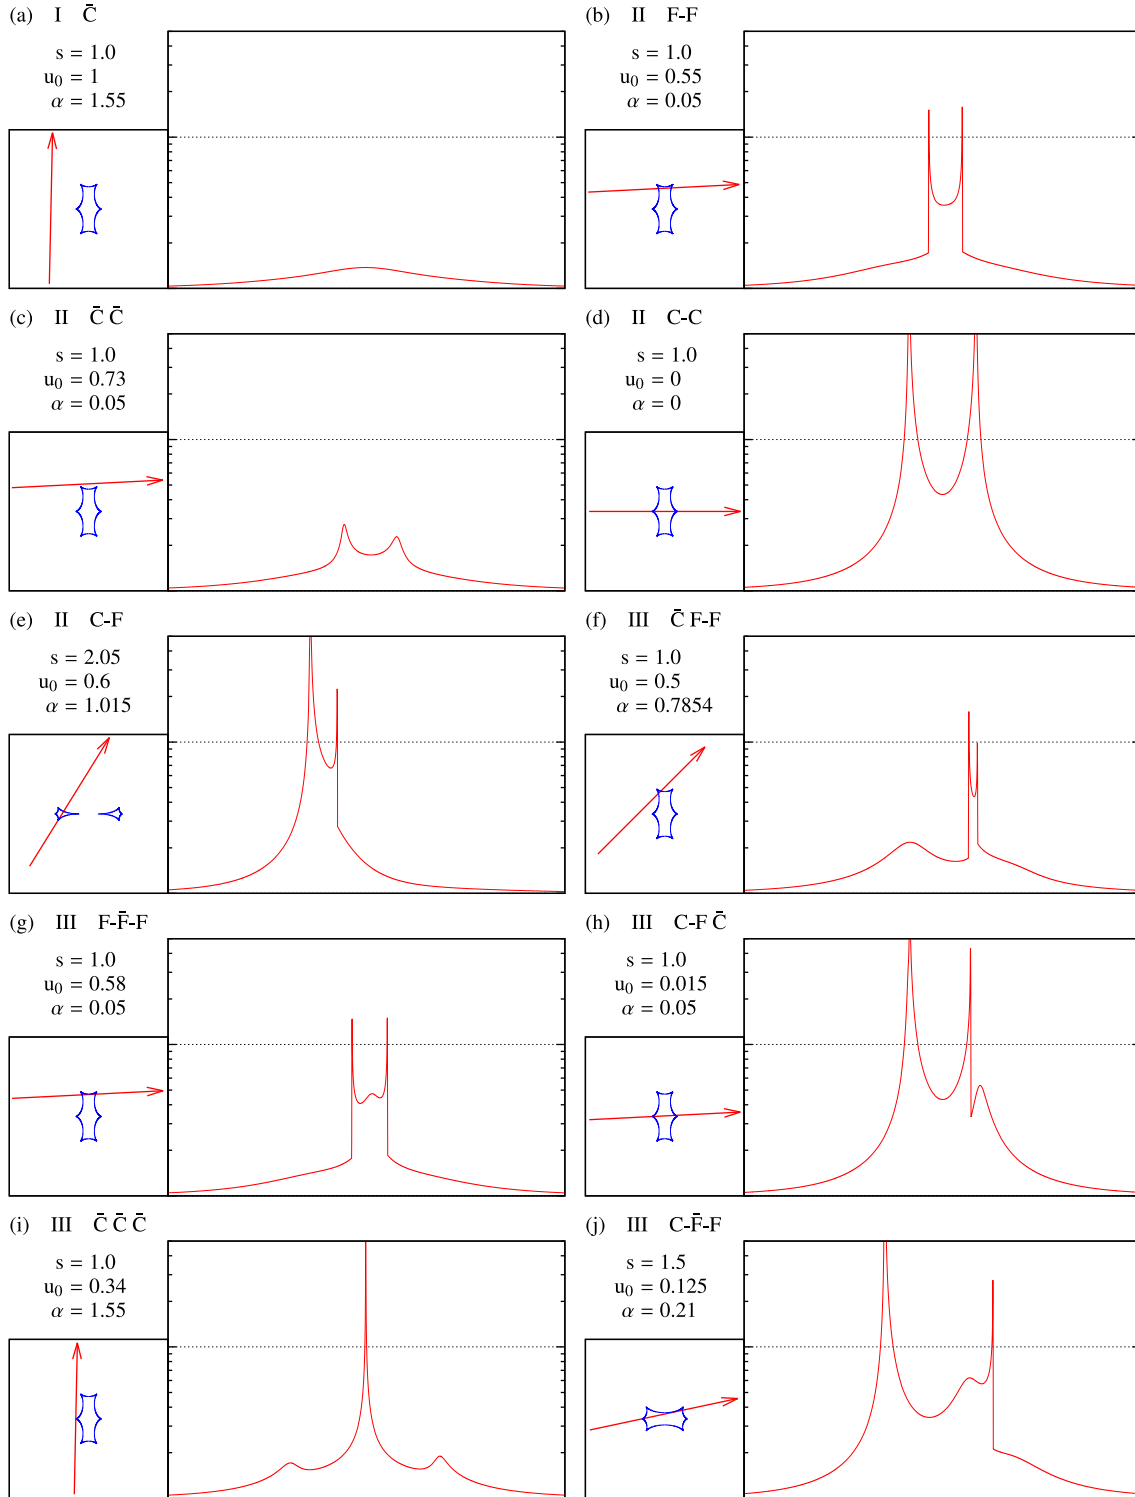 (a) I C̄
s = 1.0
u₀ = 1
α = 1.55
(b) II F-F
s = 1.0
u₀ = 0.55
α = 0.05
(c) II C̄ C̄
s = 1.0
u₀ = 0.73
α = 0.05
(d) II C-C
s = 1.0
u₀ = 0
α = 0
(e) II C-F
s = 2.05
u₀ = 0.6
α = 1.015
(f) III C̄ F-F
s = 1.0
u₀ = 0.5
α = 0.7854
(g) III F-F̄-F
s = 1.0
u₀ = 0.58
α = 0.05
(h) III C-F C̄
s = 1.0
u₀ = 0.015
α = 0.05
(i) III C̄ C̄ C̄
s = 1.0
u₀ = 0.34
α = 1.55
(j) III C-F̄-F
s = 1.5
u₀ = 0.125
α = 0.21